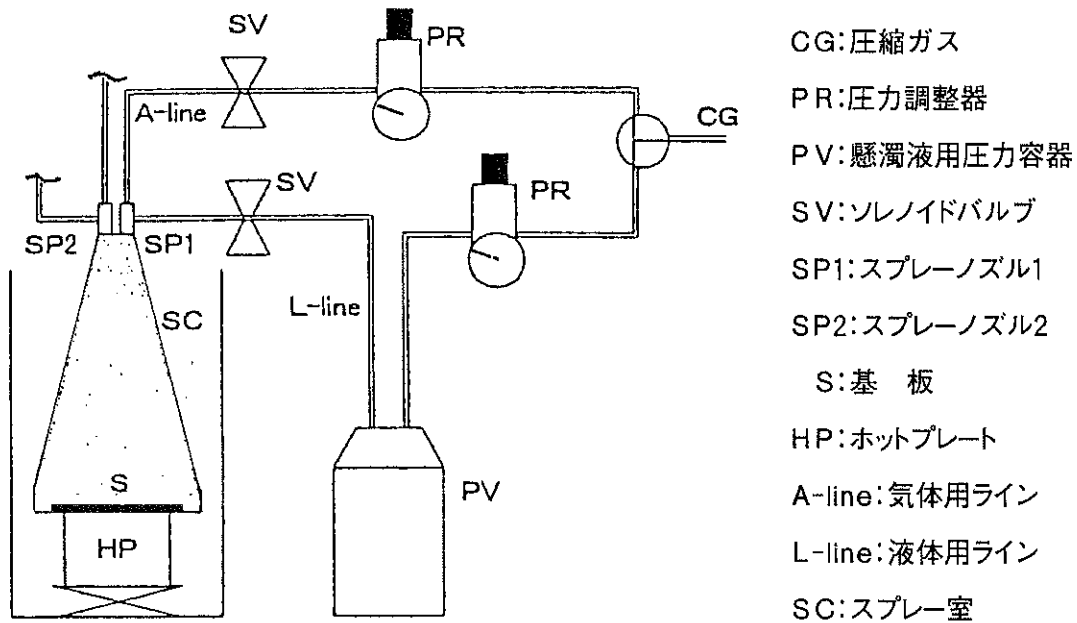 SV
PR
A-line
CG
SV
PR
SP2
SP1
L-line
SC
S
PV
HP
CG:圧縮ガス
PR:圧力調整器
PV:懸濁液用圧力容器
SV:ソレノイドバルブ
SP1:スプレーノズル1
SP2:スプレーノズル2
S:基 板
HP:ホットプレート
A-line:気体用ライン
L-line:液体用ライン
SC:スプレー室